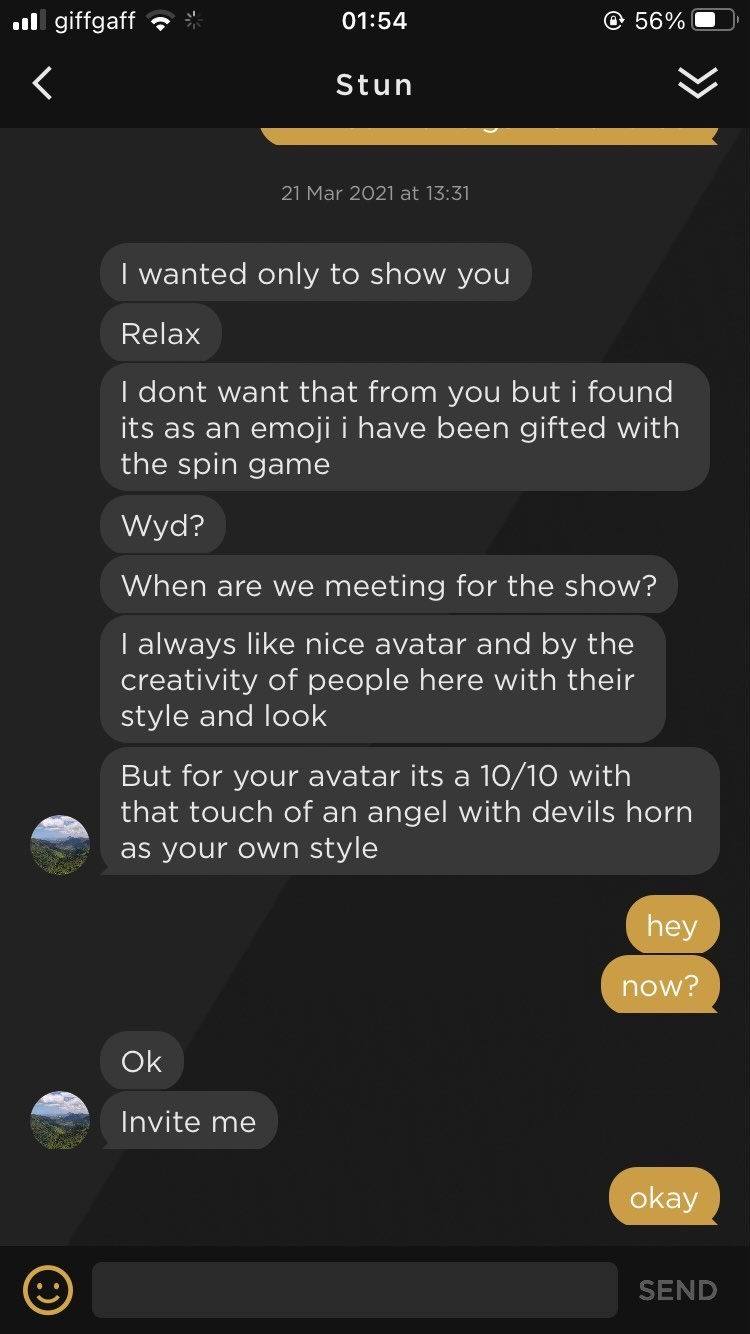 giffgaff 01:54 56%
Stun
21 Mar 2021 at 13:31
I wanted only to show you
Relax
I dont want that from you but i found
its as an emoji i have been gifted with
the spin game
Wyd?
When are we meeting for the show?
I always like nice avatar and by the
creativity of people here with their
style and look
But for your avatar its a 10/10 with
that touch of an angel with devils horn
as your own style
hey
now?
Ok
Invite me
okay
SEND